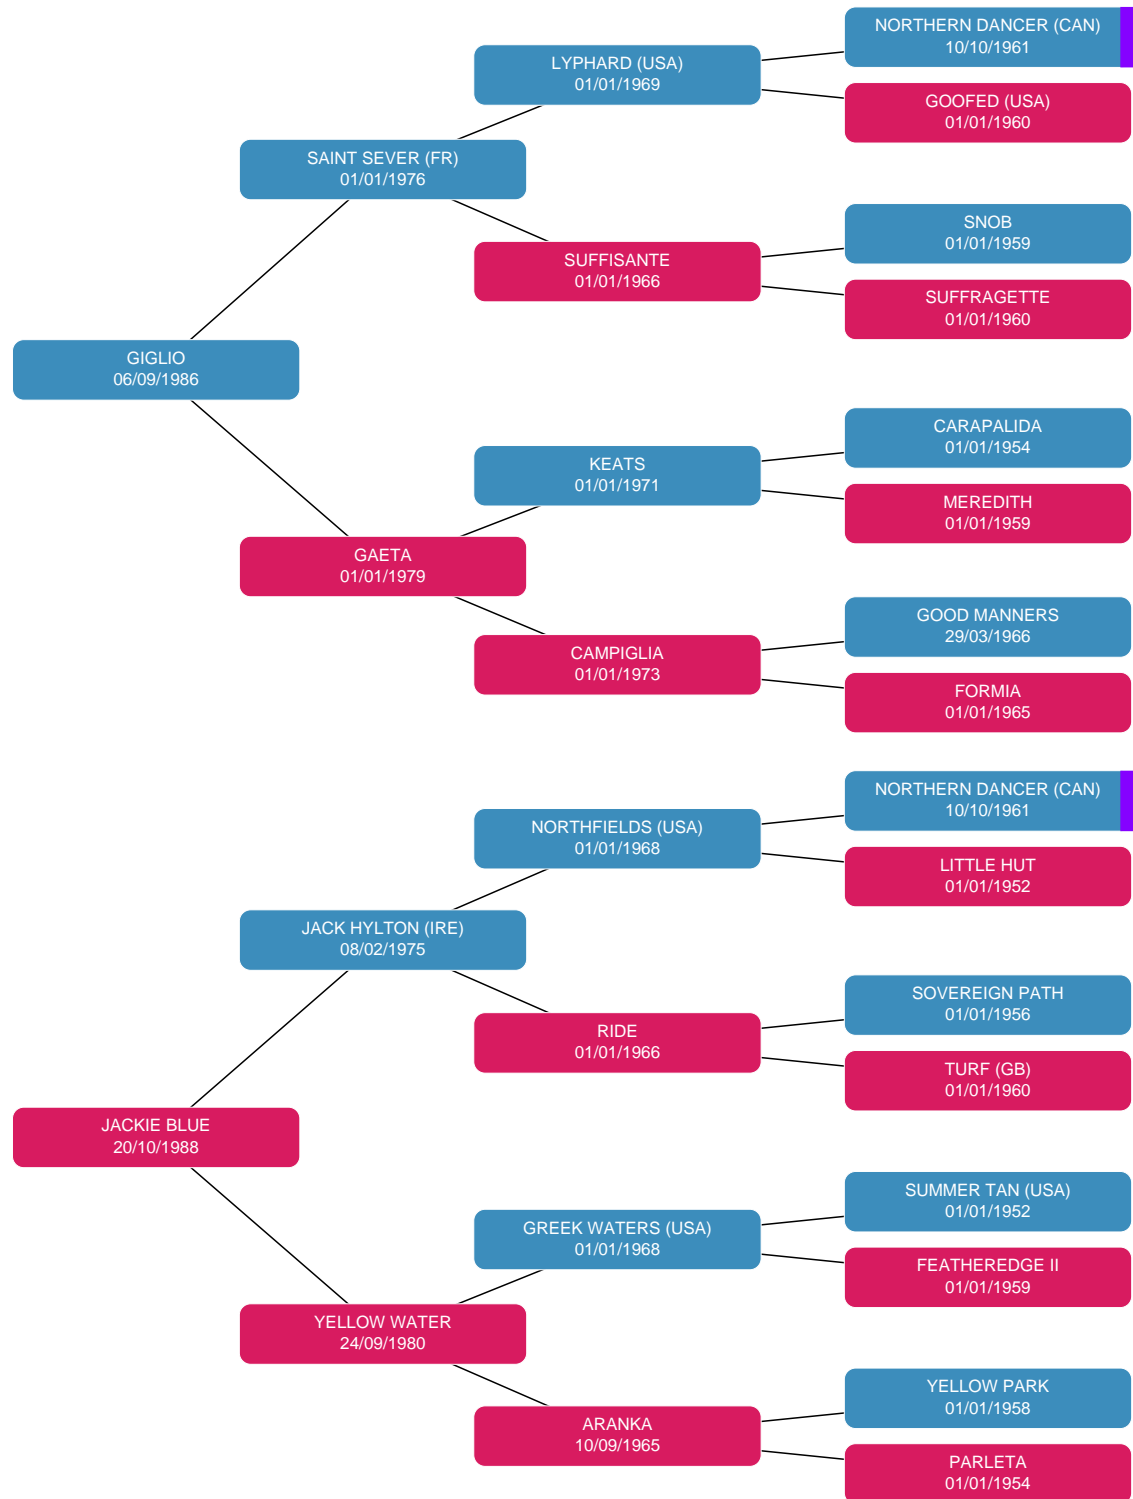 NORTHERN DANCER (CAN)
10/10/1961
LYPHARD (USA)
01/01/1969
GOOFED (USA)
01/01/1960
SAINT SEVER (FR)
01/01/1976
SNOB
01/01/1959
SUFFISANTE
01/01/1966
SUFFRAGETTE
01/01/1960
GIGLIO
06/09/1986
CARAPALIDA
01/01/1954
KEATS
01/01/1971
MEREDITH
01/01/1959
GAETA
01/01/1979
GOOD MANNERS
29/03/1966
CAMPIGLIA
01/01/1973
FORMIA
01/01/1965
NORTHERN DANCER (CAN)
10/10/1961
NORTHFIELDS (USA)
01/01/1968
LITTLE HUT
01/01/1952
JACK HYLTON (IRE)
08/02/1975
SOVEREIGN PATH
01/01/1956
RIDE
01/01/1966
TURF (GB)
01/01/1960
JACKIE BLUE
20/10/1988
SUMMER TAN (USA)
01/01/1952
GREEK WATERS (USA)
01/01/1968
FEATHEREDGE II
01/01/1959
YELLOW WATER
24/09/1980
YELLOW PARK
01/01/1958
ARANKA
10/09/1965
PARLETA
01/01/1954